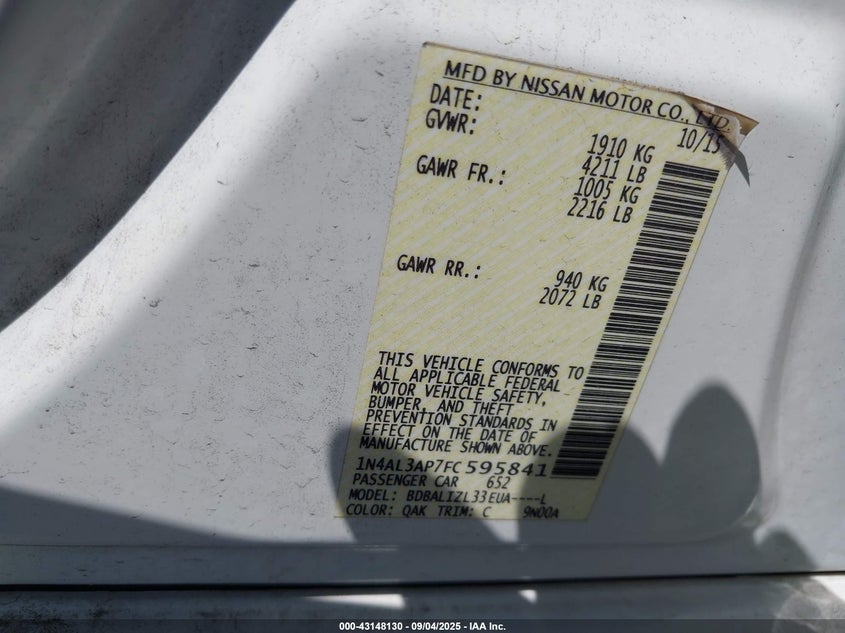 MFD BY NISSAN MOTOR CO., LTD.
DATE: 10/15
GVWR: 1910 KG
4211 LB
GAWR FR.: 1005 KG
2216 LB
GAWR RR.: 940 KG
2072 LB
THIS VEHICLE CONFORMS TO
ALL APPLICABLE FEDERAL
MOTOR VEHICLE SAFETY,
BUMPER, AND THEFT
PREVENTION STANDARDS IN
EFFECT ON THE DATE OF
MANUFACTURE SHOWN ABOVE.
1N4AL3AP7FC595841
PASSENGER CAR 652
MODEL: BDBALIZL33EUA----L
COLOR: QAK TRIM: C 9N00A
000-43148130 - 09/04/2025 - IAA Inc.